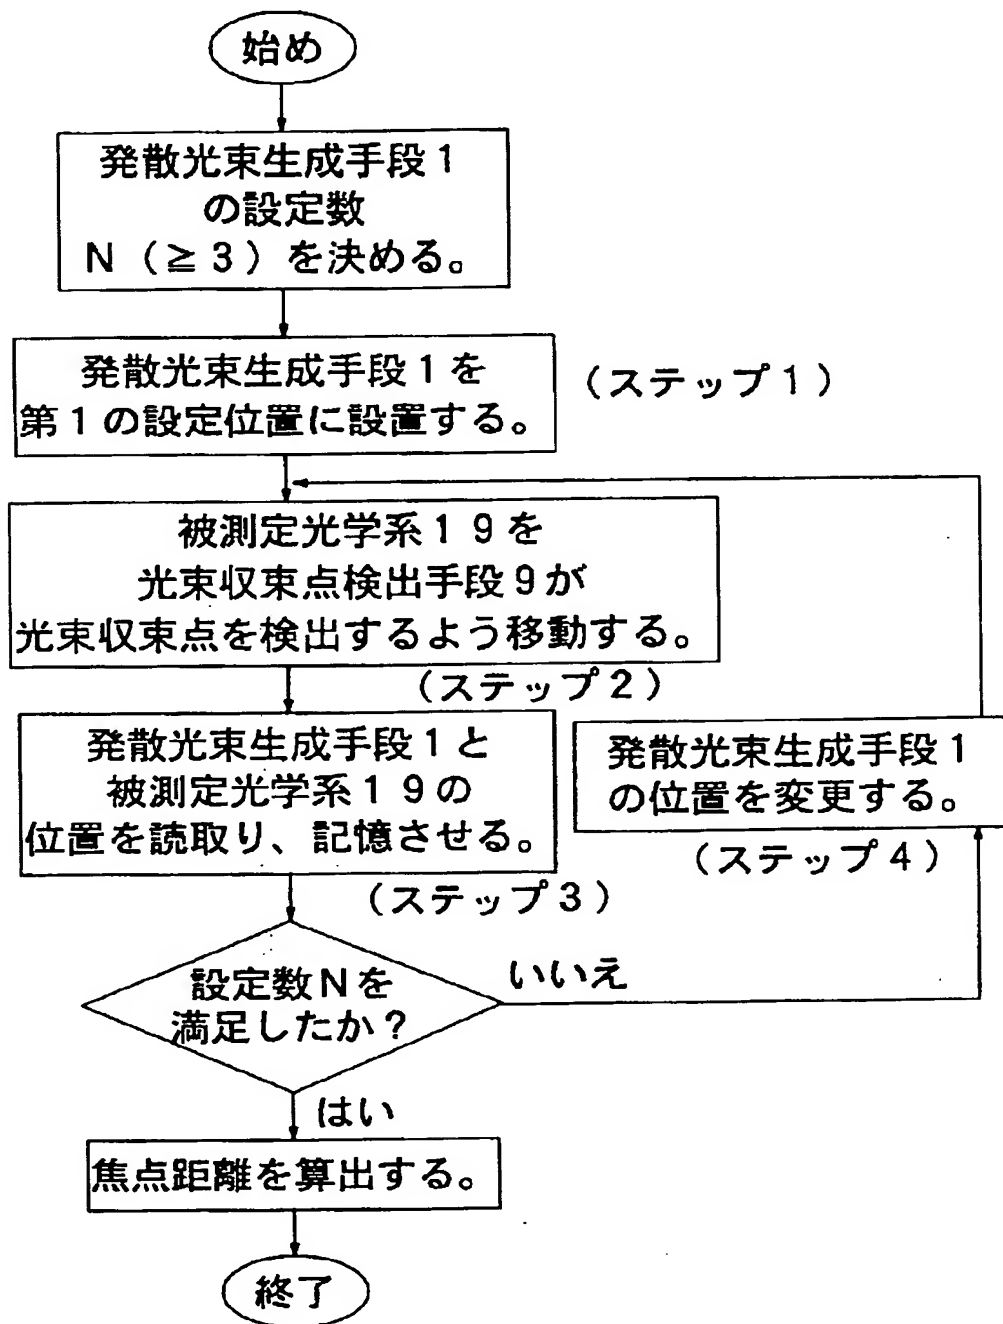 始め
発散光束生成手段1
の設定数
N(≧3)を決める。
発散光束生成手段1を
第1の設定位置に設置する。
(ステップ1)
被測定光学系19を
光束収束点検出手段9が
光束収束点を検出するよう移動する。
(ステップ2)
発散光束生成手段1と
被測定光学系19の
位置を読取り、記憶させる。
(ステップ3)
発散光束生成手段1
の位置を変更する。
(ステップ4)
設定数Nを
満足したか?
いいえ
はい
焦点距離を算出する。
終了